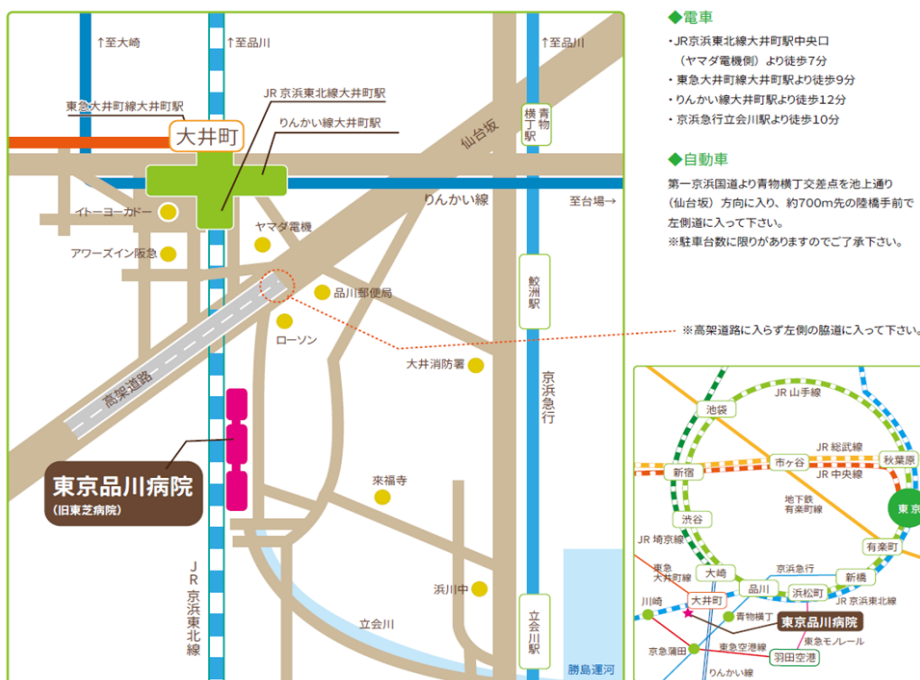 ↑至大崎
↑至品川
↑至品川
東急大井町線大井町駅
JR 京浜東北線大井町駅
りんかい線大井町駅
大井町
仙台坂
青物
横丁駅
りんかい線
至台場→
イトーヨーカドー
ヤマダ電機
アワーズイン阪急
品川郵便局
鮫洲駅
ローソン
大井消防署
高架道路
京浜急行
東京品川病院
(旧東芝病院)
来福寺
JR 京浜東北線
浜川中
立会川
立会川駅
勝島運河
◆電車
・JR京浜東北線大井町駅中央口
(ヤマダ電機側)より徒歩7分
・東急大井町線大井町駅より徒歩9分
・りんかい線大井町駅より徒歩12分
・京浜急行立会川駅より徒歩10分
◆自動車
第一京浜国道より青物横丁交差点を池上通り
(仙台坂)方向に入り、約700m先の陸橋手前で
左側道に入って下さい。
※駐車台数に限りがありますのでご了承下さい。
※高架道路に入らず左側の脇道に入って下さい。
JR 山手線
池袋
JR 総武線
新宿
市ヶ谷
秋葉原
JR 中央線
地下鉄
有楽町線
東京
渋谷
JR 埼京線
有楽町
東急
大井町線
大崎
京浜急行
新橋
品川
浜松町
JR 京浜東北線
川崎
大井町
青物横丁
東京品川病院
東急モノレール
京急蒲田
東急空港線
羽田空港
りんかい線